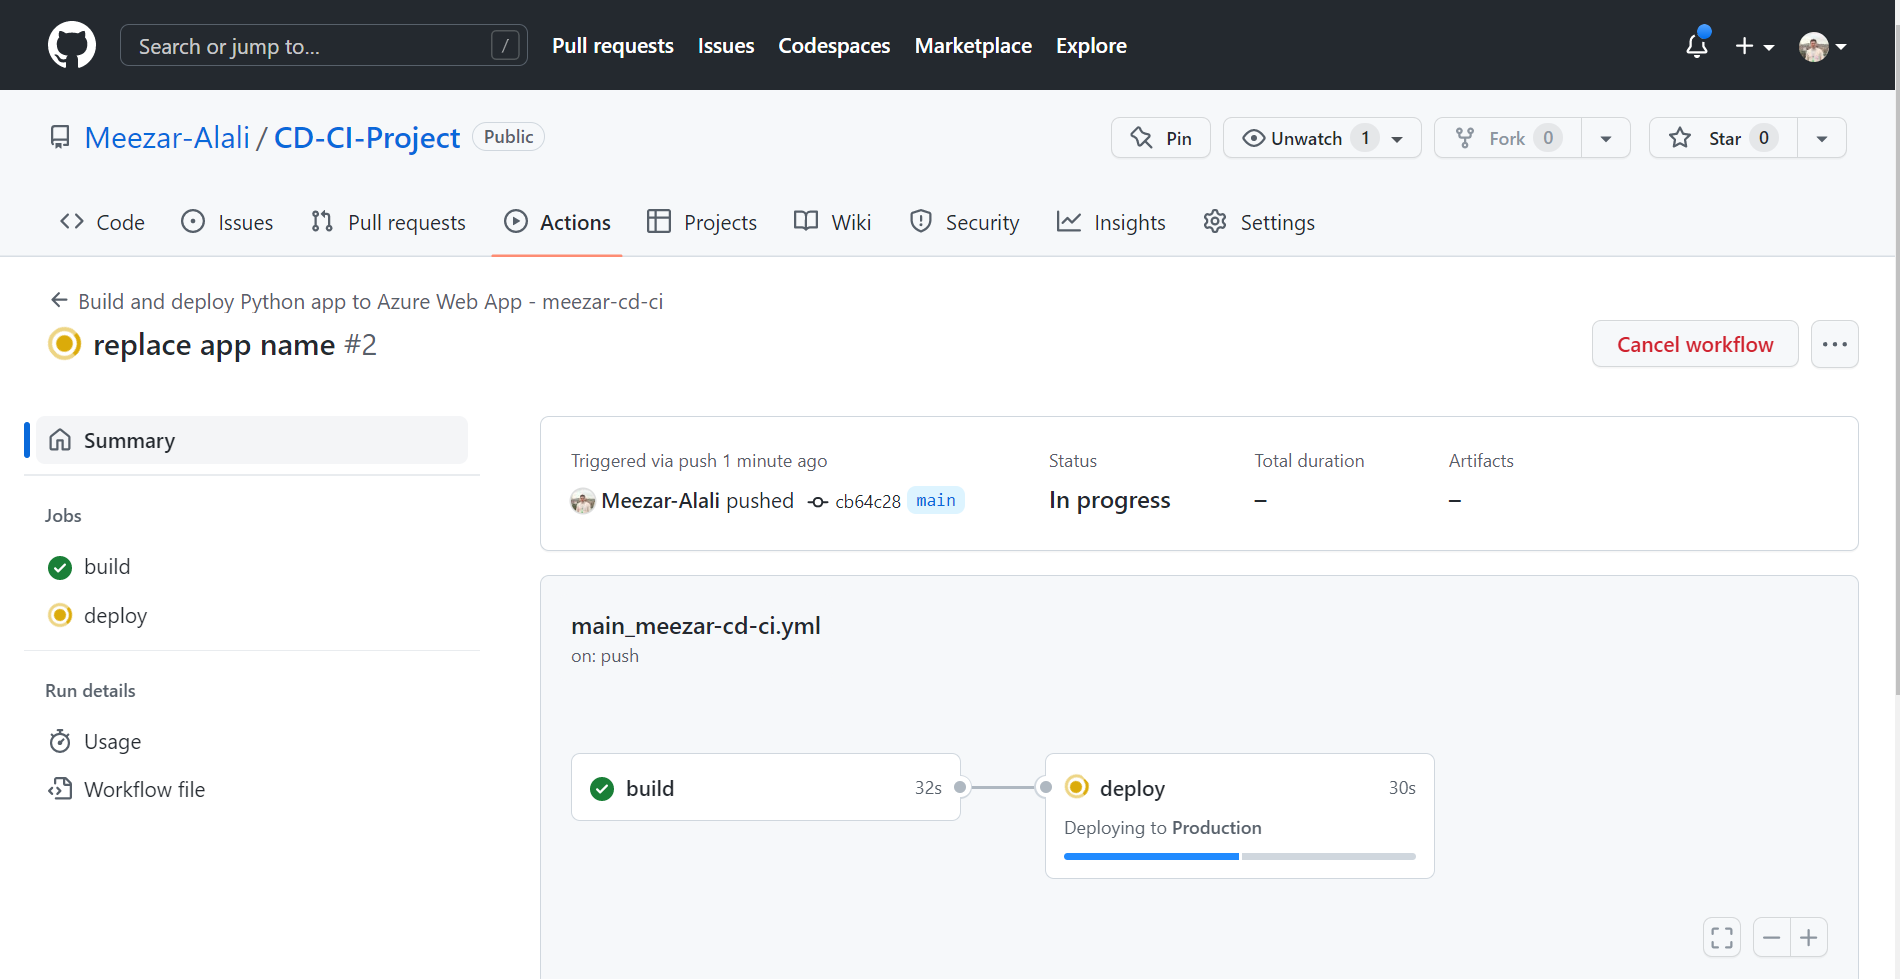 Search or jump to... /
Pull requests Issues Codespaces Marketplace Explore
Meezar-Alali / CD-CI-Project Public
Pin Unwatch 1 Fork 0 Star 0
Code Issues Pull requests Actions Projects Wiki Security Insights Settings
Build and deploy Python app to Azure Web App - meezar-cd-ci
replace app name #2
Cancel workflow
Summary
Jobs
build
deploy
Run details
Usage
Workflow file
Triggered via push 1 minute ago
Meezar-Alali pushed cb64c28 main
Status
In progress
Total duration
–
Artifacts
–
main_meezar-cd-ci.yml
on: push
build 32s
deploy 30s
Deploying to Production